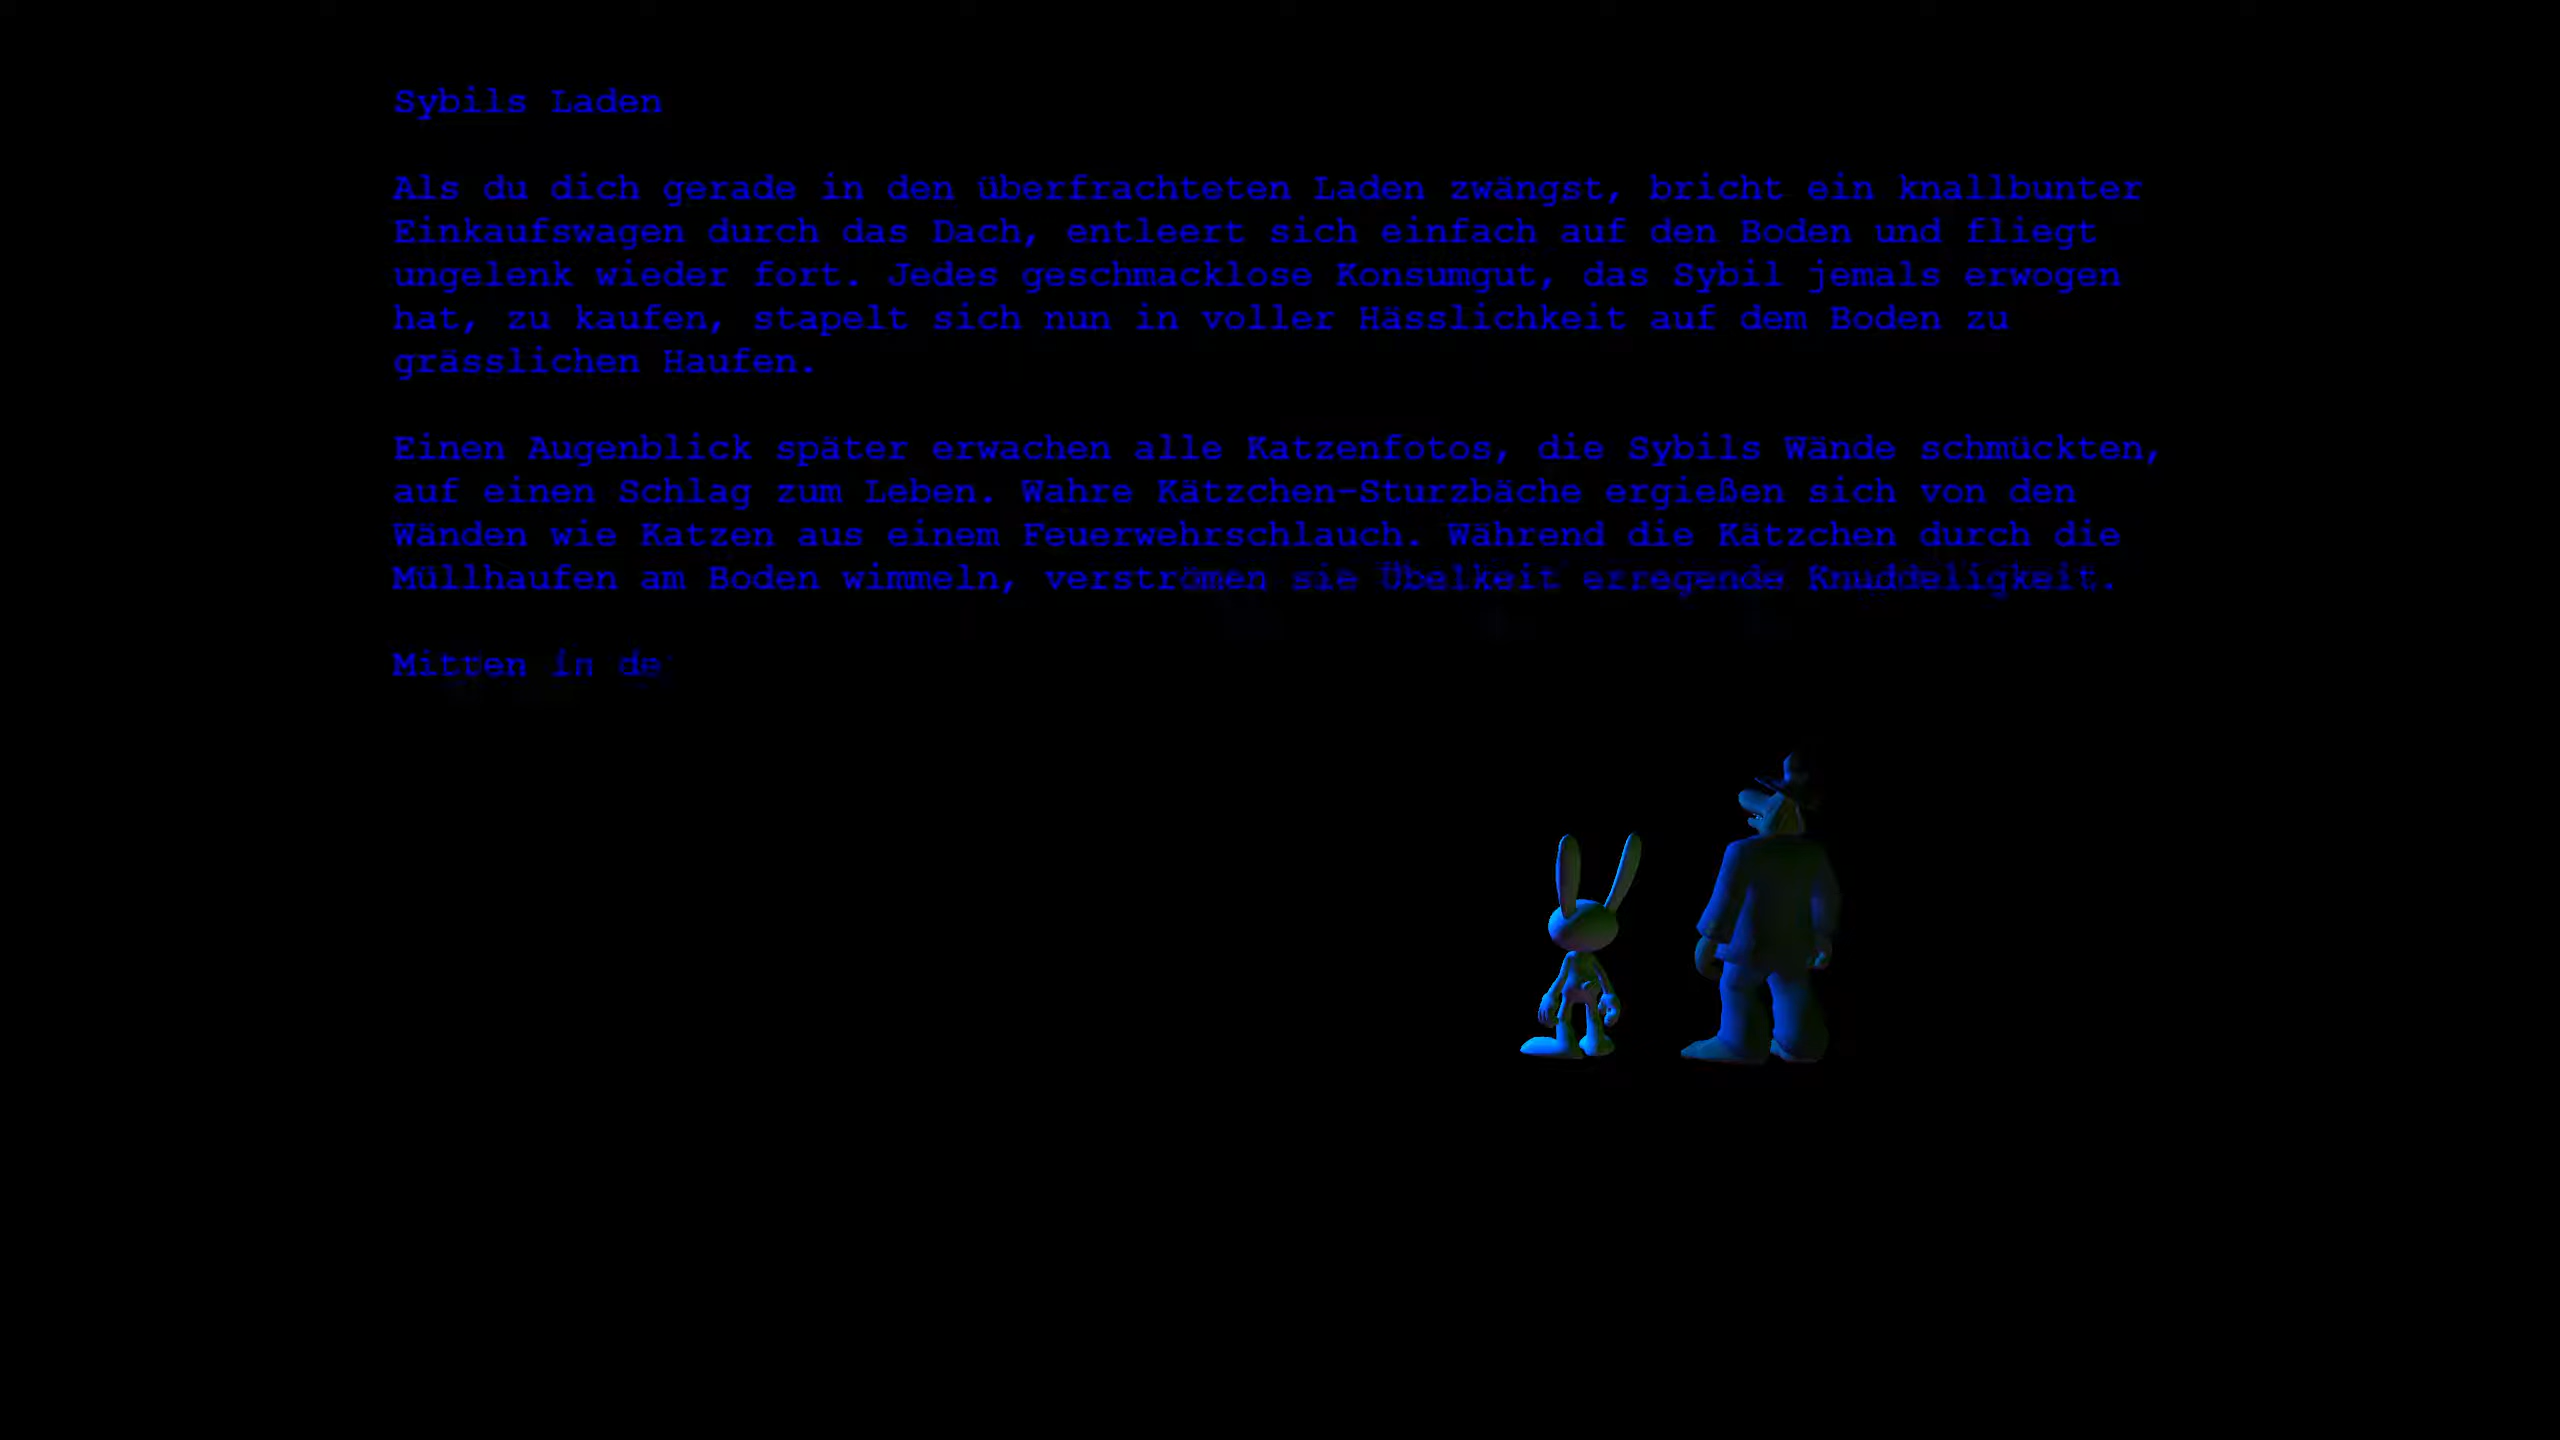 Sybils Laden
Als du dich gerade in den überfrachteten Laden zwängst, bricht ein knallbunter
Einkaufswagen durch das Dach, entleert sich einfach auf den Boden und fliegt
ungelenk wieder fort. Jedes geschmacklose Konsumgut, das Sybil jemals erwogen
hat, zu kaufen, stapelt sich nun in voller Hässlichkeit auf dem Boden zu
grässlichen Haufen.
Einen Augenblick später erwachen alle Katzenfotos, die Sybils Wände schmückten,
auf einen Schlag zum Leben. Wahre Kätzchen-Sturzbäche ergießen sich von den
Wänden wie Katzen aus einem Feuerwehrschlauch. Während die Kätzchen durch die
Müllhaufen am Boden wimmeln, verströmen sie Übelkeit erregende Knuddeligkeit.
Mitten in de